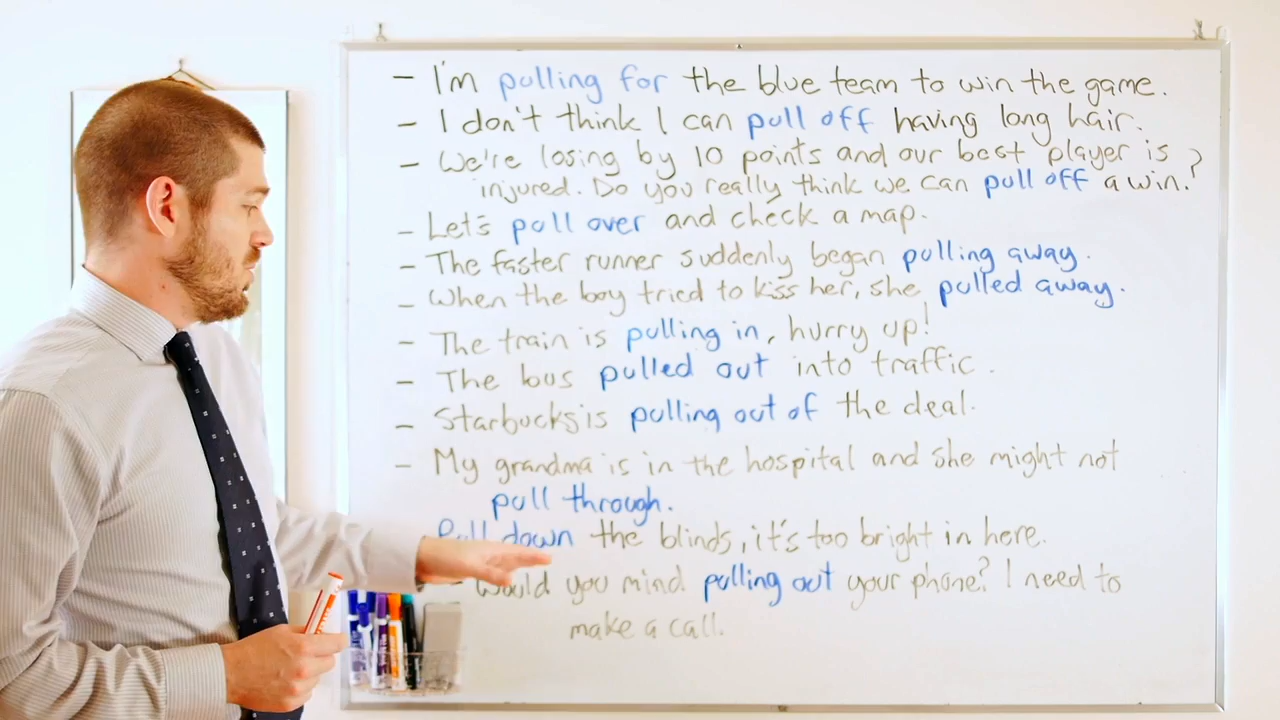 - I'm pulling for the blue team to win the game.
- I don't think I can pull off having long hair.
- We're losing by 10 points and our best player is
injured. Do you really think we can pull off a win?
- Let's pull over and check a map.
- The faster runner suddenly began pulling away.
- When the boy tried to kiss her, she pulled away.
- The train is pulling in, hurry up!
- The bus pulled out into traffic.
- Starbucks is pulling out of the deal.
- My grandma is in the hospital and she might not
pull through.
Pull down the blinds, it's too bright in here.
- Would you mind pulling out your phone? I need to
make a call.